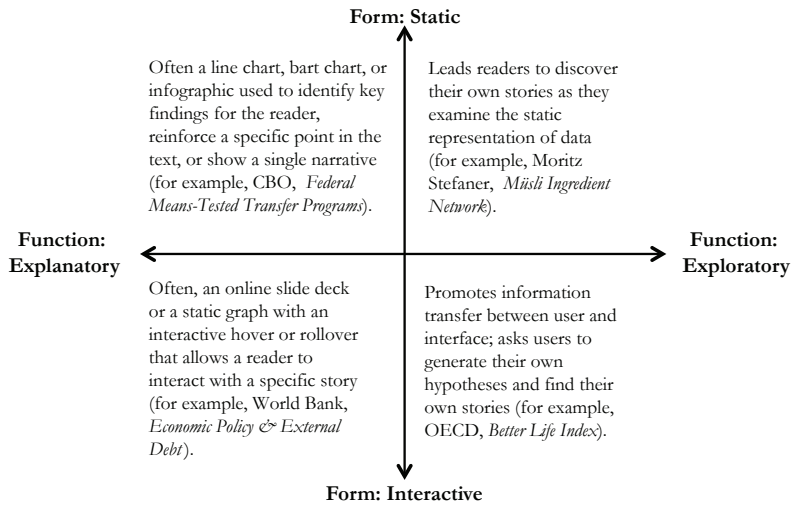 Form: Static
Often a line chart, bart chart, or
infographic used to identify key
findings for the reader,
reinforce a specific point in the
text, or show a single narrative
(for example, CBO, Federal
Means-Tested Transfer Programs).
Leads readers to discover
their own stories as they
examine the static
representation of data
(for example, Moritz
Stefaner, Müsli Ingredient
Network).
Function:
Explanatory
Function:
Exploratory
Often, an online slide deck
or a static graph with an
interactive hover or rollover
that allows a reader to
interact with a specific story
(for example, World Bank,
Economic Policy & External
Debt).
Promotes information
transfer between user and
interface; asks users to
generate their own
hypotheses and find their
own stories (for example,
OECD, Better Life Index).
Form: Interactive